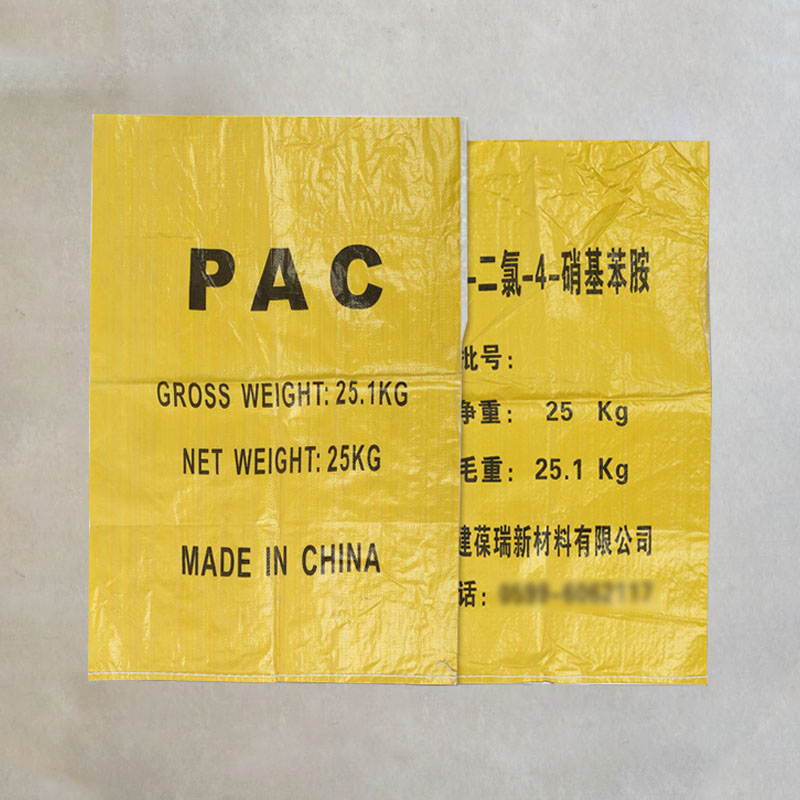 PAC
GROSS WEIGHT: 25.1KG
NET WEIGHT: 25KG
MADE IN CHINA
-二氯-4-硝基苯胺
批号:
净重: 25 Kg
毛重: 25.1 Kg
建葆瑞新材料有限公司
话: